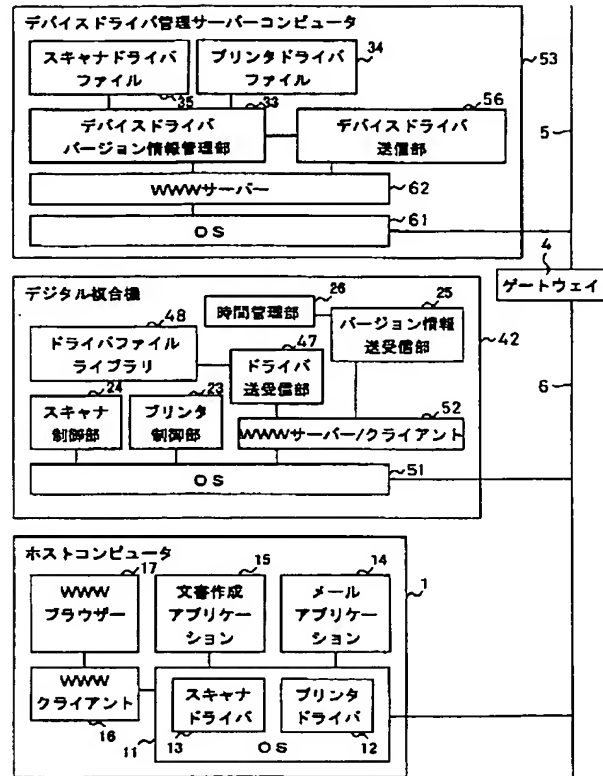 デバイスドライバ管理サーバーコンピュータ
スキャナドライバ
ファイル
35
プリンタドライバ
ファイル
34
53
33
デバイスドライバ
バージョン情報管理部
56
デバイスドライバ
送信部
5
WWWサーバー
62
OS
61
4
ゲートウェイ
デジタル複合機
26
時間管理部
25
バージョン情報
送受信部
48
ドライバファイル
ライブラリ
47
ドライバ
送受信部
42
24
スキャナ
制御部
23
プリンタ
制御部
52
WWWサーバー/クライアント
6
OS
51
ホストコンピュータ
17
WWW
ブラウザー
15
文書作成
アプリケー
ション
14
メール
アプリケー
ション
1
WWW
クライアント
16
スキャナ
ドライバ
13
プリンタ
ドライバ
12
11
OS